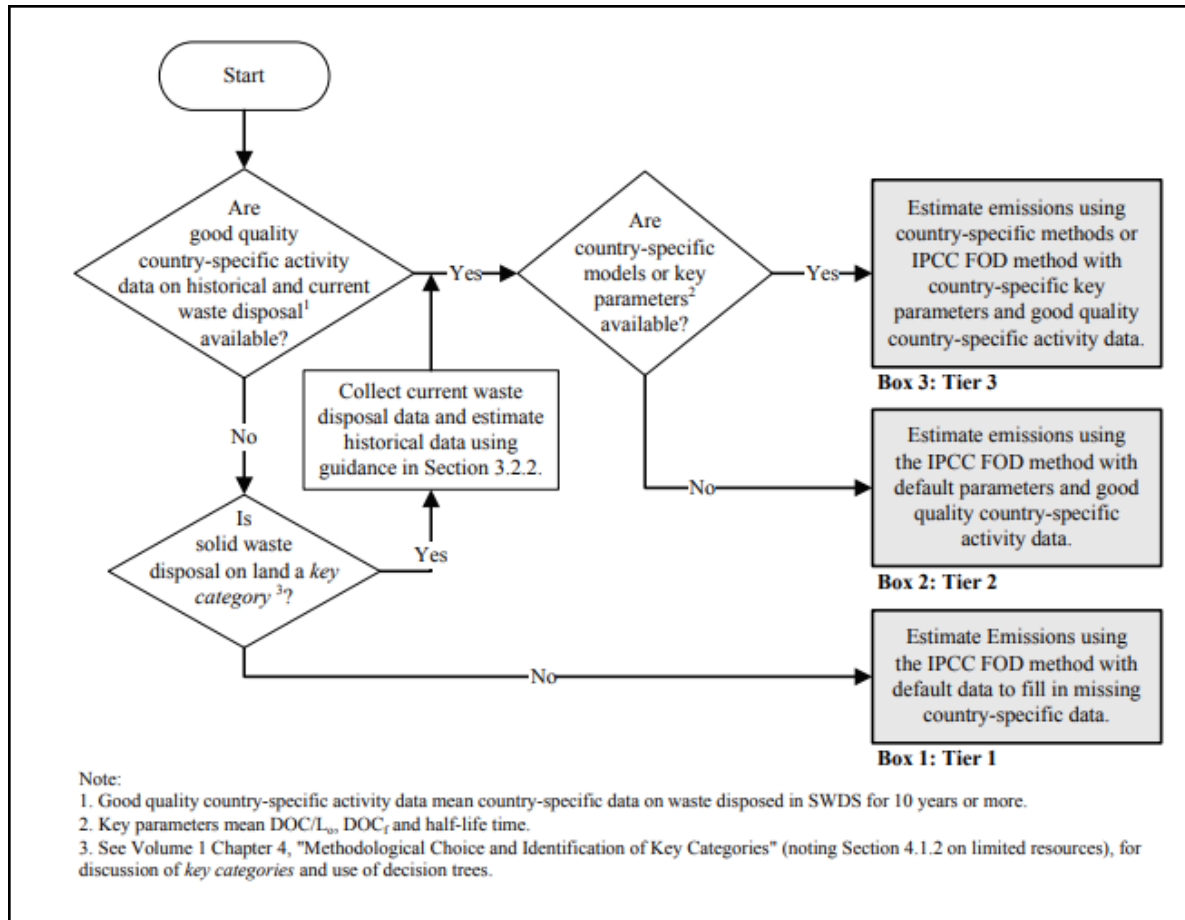 Start
Are
good quality
country-specific activity
data on historical and current
waste disposal1
available?
Yes
Are
country-specific
models or key
parameters2
available?
Yes
Estimate emissions using
country-specific methods or
IPCC FOD method with
country-specific key
parameters and good quality
country-specific activity data.
Box 3: Tier 3
Collect current waste
disposal data and estimate
historical data using
guidance in Section 3.2.2.
No
No
Estimate emissions using
the IPCC FOD method with
default parameters and good
quality country-specific
activity data.
Box 2: Tier 2
Is
solid waste
disposal on land a key
category 3?
Yes
No
Estimate Emissions using
the IPCC FOD method with
default data to fill in missing
country-specific data.
Box 1: Tier 1
Note:
1. Good quality country-specific activity data mean country-specific data on waste disposed in SWDS for 10 years or more.
2. Key parameters mean DOC/Lo, DOCf and half-life time.
3. See Volume 1 Chapter 4, "Methodological Choice and Identification of Key Categories" (noting Section 4.1.2 on limited resources), for
discussion of key categories and use of decision trees.